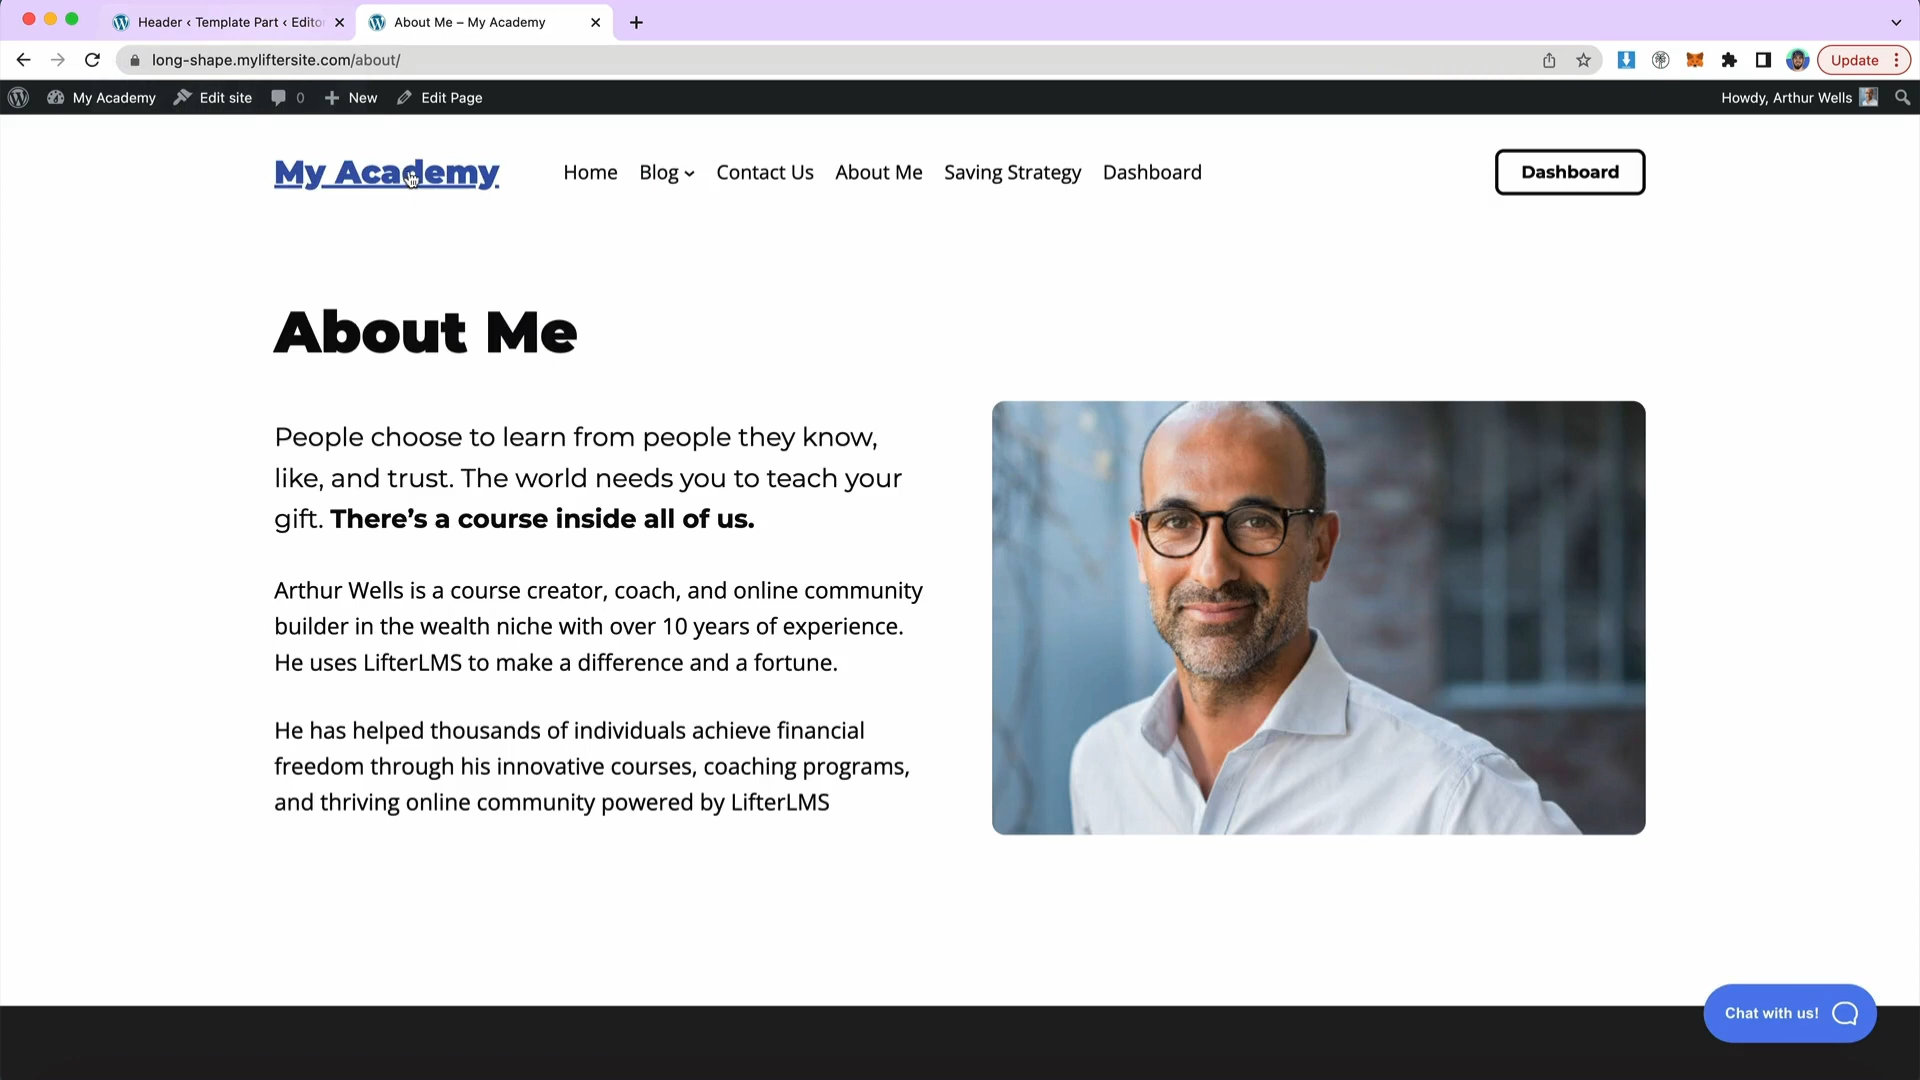 Header ‹ Template Part ‹ Edito
About Me – My Academy
long-shape.myliftersite.com/about/
Update
My Academy
Edit site
0
New
Edit Page
Howdy, Arthur Wells
My Academy
Home
Blog
Contact Us
About Me
Saving Strategy
Dashboard
Dashboard
About Me
People choose to learn from people they know,
like, and trust. The world needs you to teach your
gift. There’s a course inside all of us.
Arthur Wells is a course creator, coach, and online community
builder in the wealth niche with over 10 years of experience.
He uses LifterLMS to make a difference and a fortune.
He has helped thousands of individuals achieve financial
freedom through his innovative courses, coaching programs,
and thriving online community powered by LifterLMS
Chat with us!